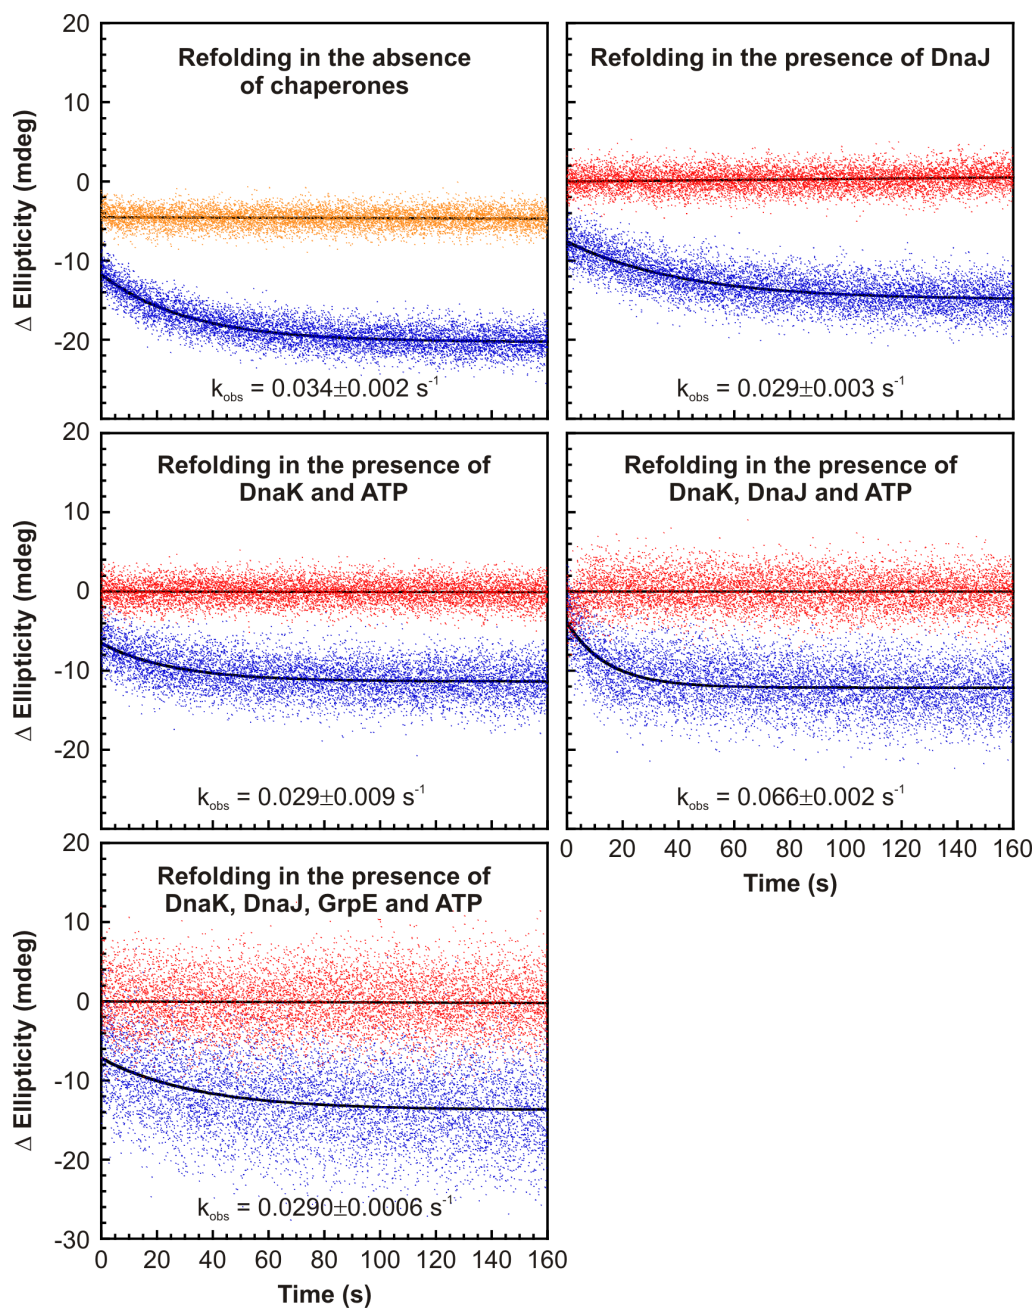 20
10
0
-10
-20
Δ Ellipticity (mdeg)
Refolding in the absence
of chaperones
kobs = 0.034±0.002 s-1
Refolding in the presence of DnaJ
kobs = 0.029±0.003 s-1
20
10
0
-10
-20
Δ Ellipticity (mdeg)
Refolding in the presence of
DnaK and ATP
kobs = 0.029±0.009 s-1
Refolding in the presence of
DnaK, DnaJ and ATP
kobs = 0.066±0.002 s-1
0 20 40 60 80 100 120 140 160
Time (s)
20
10
0
-10
-20
-30
Δ Ellipticity (mdeg)
Refolding in the presence of
DnaK, DnaJ, GrpE and ATP
kobs = 0.0290±0.0006 s-1
0 20 40 60 80 100 120 140 160
Time (s)